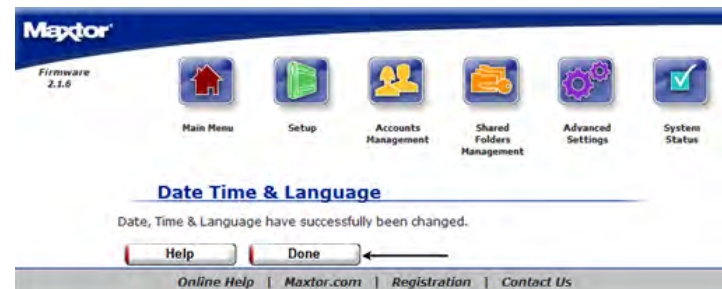 Maxtor
Firmware
2.1.6
Main Menu
Setup
Accounts
Management
Shared
Folders
Management
Advanced
Settings
System
Status
Date Time & Language
Date, Time & Language have successfully been changed.
Help
Done
Online Help | Maxtor.com | Registration | Contact Us